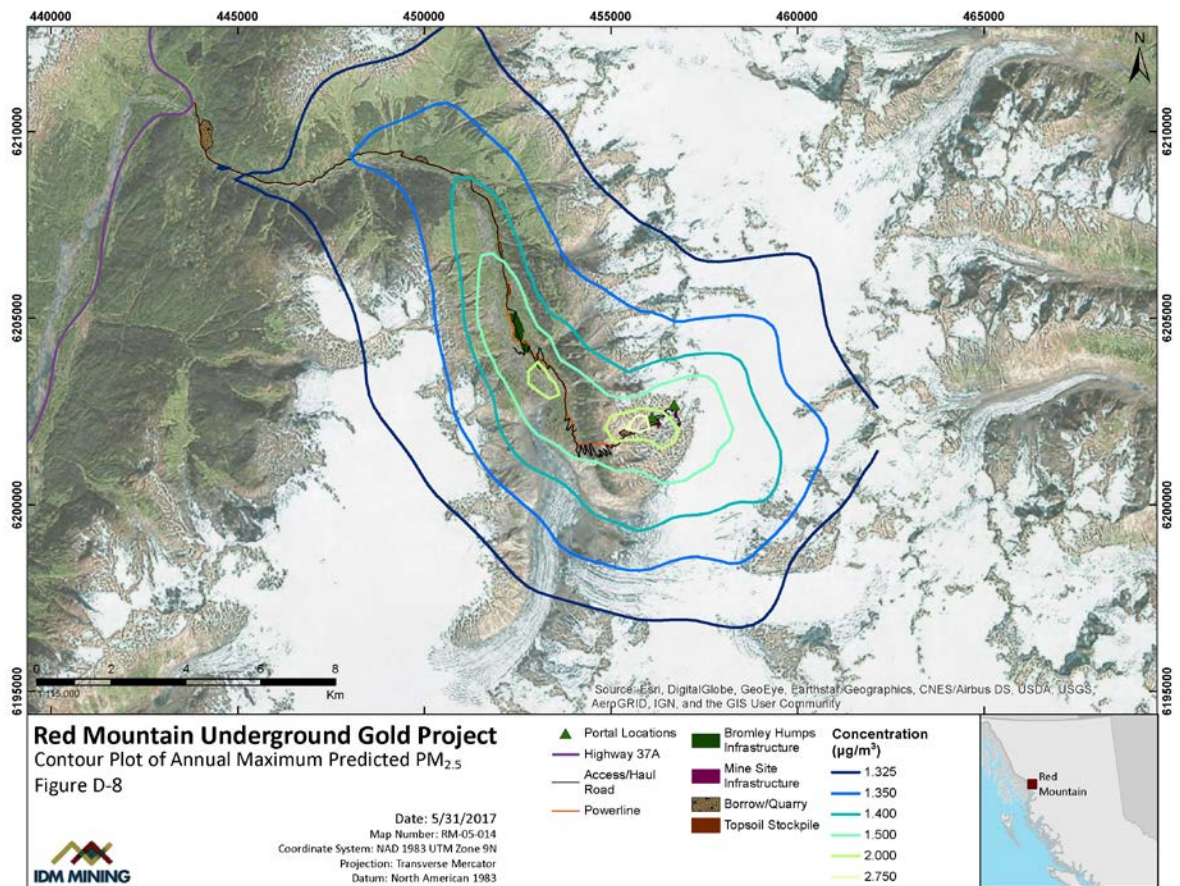 440000 445000 450000 455000 460000 465000
N
6210000 6210000
6205000 6205000
6200000 6200000
6195000 6195000
0 2 4 6 8
1:115,000 Km
Source: Esri, DigitalGlobe, GeoEye, Earthstar Geographics, CNES/Airbus DS, USDA, USGS,
AeroGRID, IGN, and the GIS User Community
Red Mountain Underground Gold Project
Contour Plot of Annual Maximum Predicted PM2.5
Figure D-8
Date: 5/31/2017
Map Number: RM-05-014
Coordinate System: NAD 1983 UTM Zone 9N
Projection: Transverse Mercator
Datum: North American 1983
IDM MINING
Portal Locations
Highway 37A
Access/Haul
Road
Powerline
Bromley Humps
Infrastructure
Mine Site
Infrastructure
Borrow/Quarry
Topsoil Stockpile
Concentration
(µg/m³)
1.325
1.350
1.400
1.500
2.000
2.750
Red
Mountain